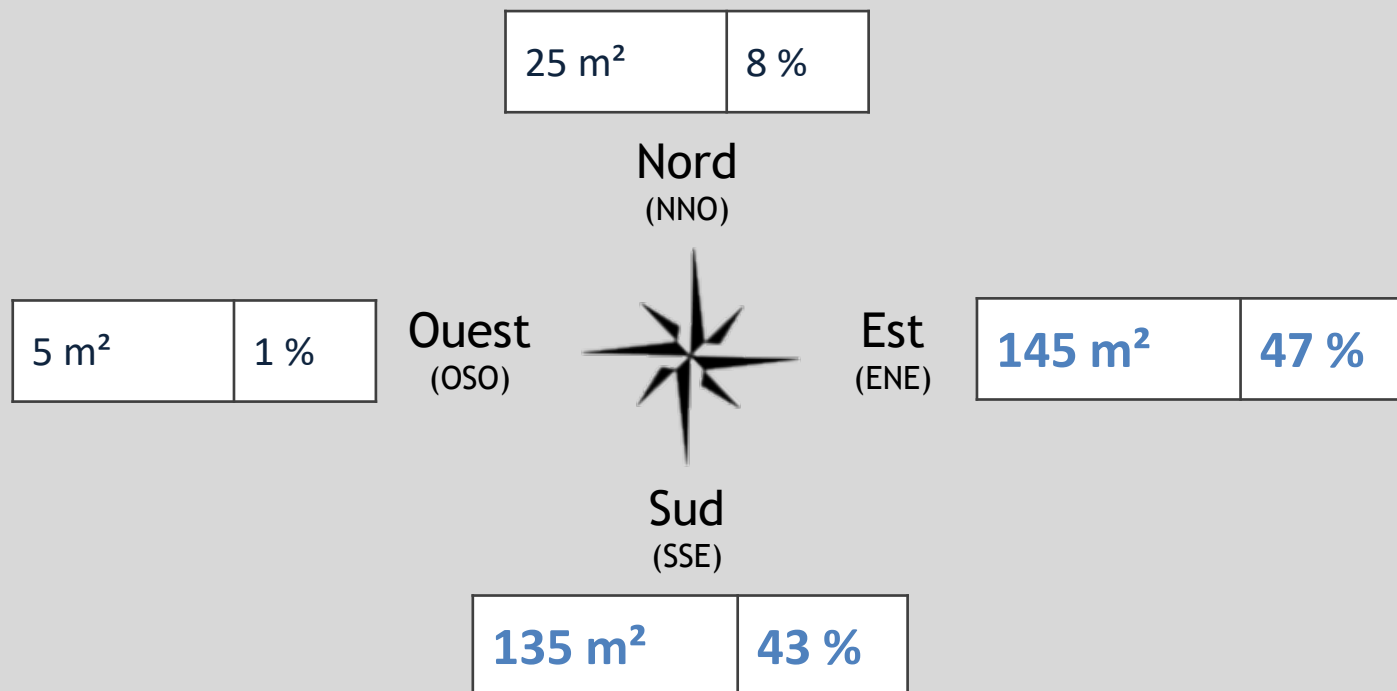 25 m² 8 %
Nord
(NNO)
5 m² 1 %
Ouest
(OSO)
Est
(ENE)
145 m² 47 %
Sud
(SSE)
135 m² 43 %